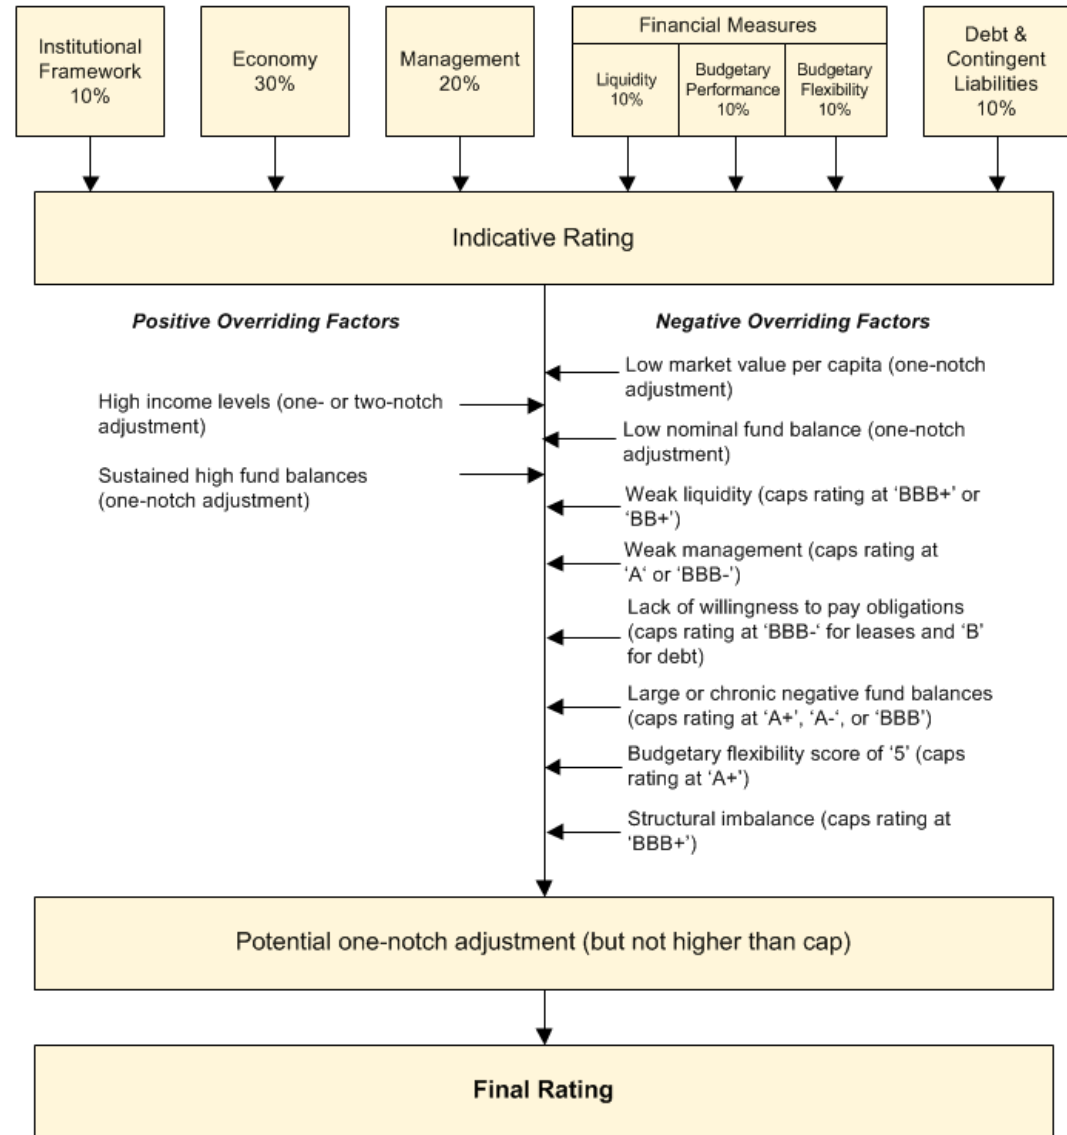 Institutional
Framework
10%
Economy
30%
Management
20%
Financial Measures
Liquidity
10%
Budgetary
Performance
10%
Budgetary
Flexibility
10%
Debt &
Contingent
Liabilities
10%
Indicative Rating
Positive Overriding Factors
Negative Overriding Factors
Low market value per capita (one-notch
adjustment)
High income levels (one- or two-notch
adjustment)
Low nominal fund balance (one-notch
adjustment)
Sustained high fund balances
(one-notch adjustment)
Weak liquidity (caps rating at ‘BBB+’ or
‘BB+’)
Weak management (caps rating at
‘A‘ or ‘BBB-’)
Lack of willingness to pay obligations
(caps rating at ‘BBB-‘ for leases and ‘B’
for debt)
Large or chronic negative fund balances
(caps rating at ‘A+’, ‘A-‘, or ‘BBB’)
Budgetary flexibility score of ‘5’ (caps
rating at ‘A+’)
Structural imbalance (caps rating at
‘BBB+’)
Potential one-notch adjustment (but not higher than cap)
Final Rating